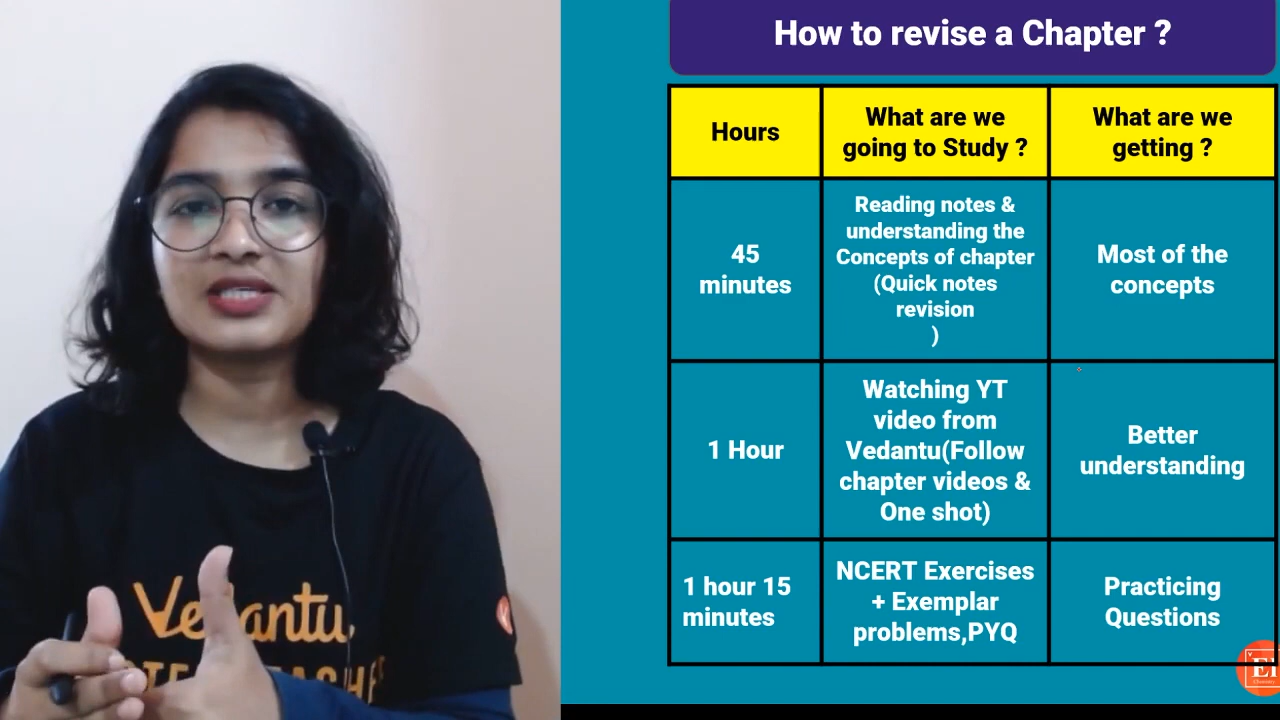 How to revise a Chapter ?
Hours
What are we
going to Study ?
What are we
getting ?
45
minutes
Reading notes &
understanding the
Concepts of chapter
(Quick notes
revision
)
Most of the
concepts
1 Hour
Watching YT
video from
Vedantu(Follow
chapter videos &
One shot)
Better
understanding
1 hour 15
minutes
NCERT Exercises
+ Exemplar
problems,PYQ
Practicing
Questions
Vedantu